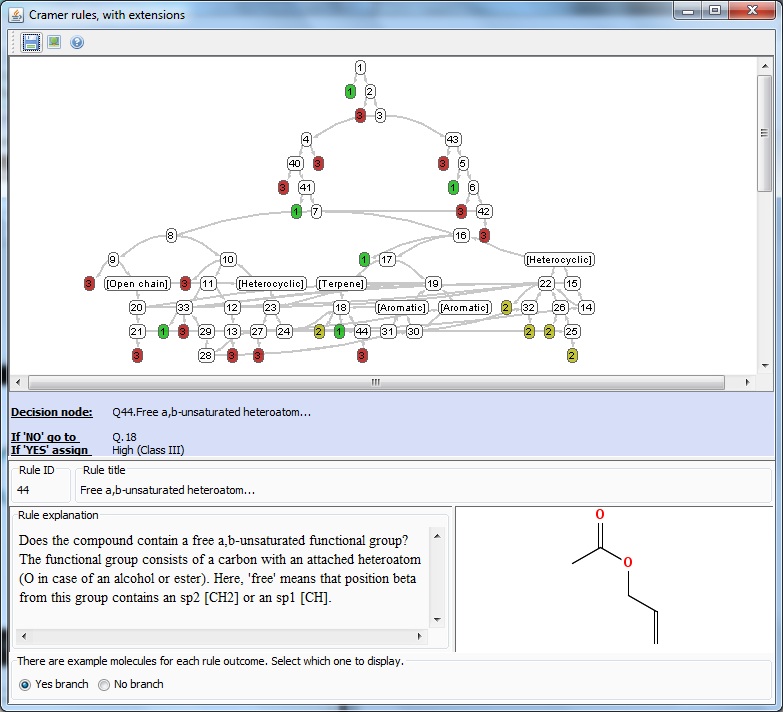 Cramer rules, with extensions
1
1 2
3 3
4 43
40 3 3 5
3 41 1 6
1 7 3 42
8 16 3
9 10 1 17 [Heterocyclic]
3 [Open chain] 3 11 [Heterocyclic] [Terpene] 19 22 15
20 33 12 23 18 [Aromatic] [Aromatic] 2 32 26 14
21 1 3 29 13 27 24 2 1 44 31 30 2 2 25
3 28 3 3 3 2
Decision node: Q44.Free a,b-unsaturated heteroatom...
If 'NO' go to Q.18
If 'YES' assign High (Class III)
Rule ID Rule title
44 Free a,b-unsaturated heteroatom...
Rule explanation
Does the compound contain a free a,b-unsaturated functional group?
The functional group consists of a carbon with an attached heteroatom
(O in case of an alcohol or ester). Here, 'free' means that position beta
from this group contains an sp2 [CH2] or an sp1 [CH].
O
O
There are example molecules for each rule outcome. Select which one to display.
Yes branch No branch